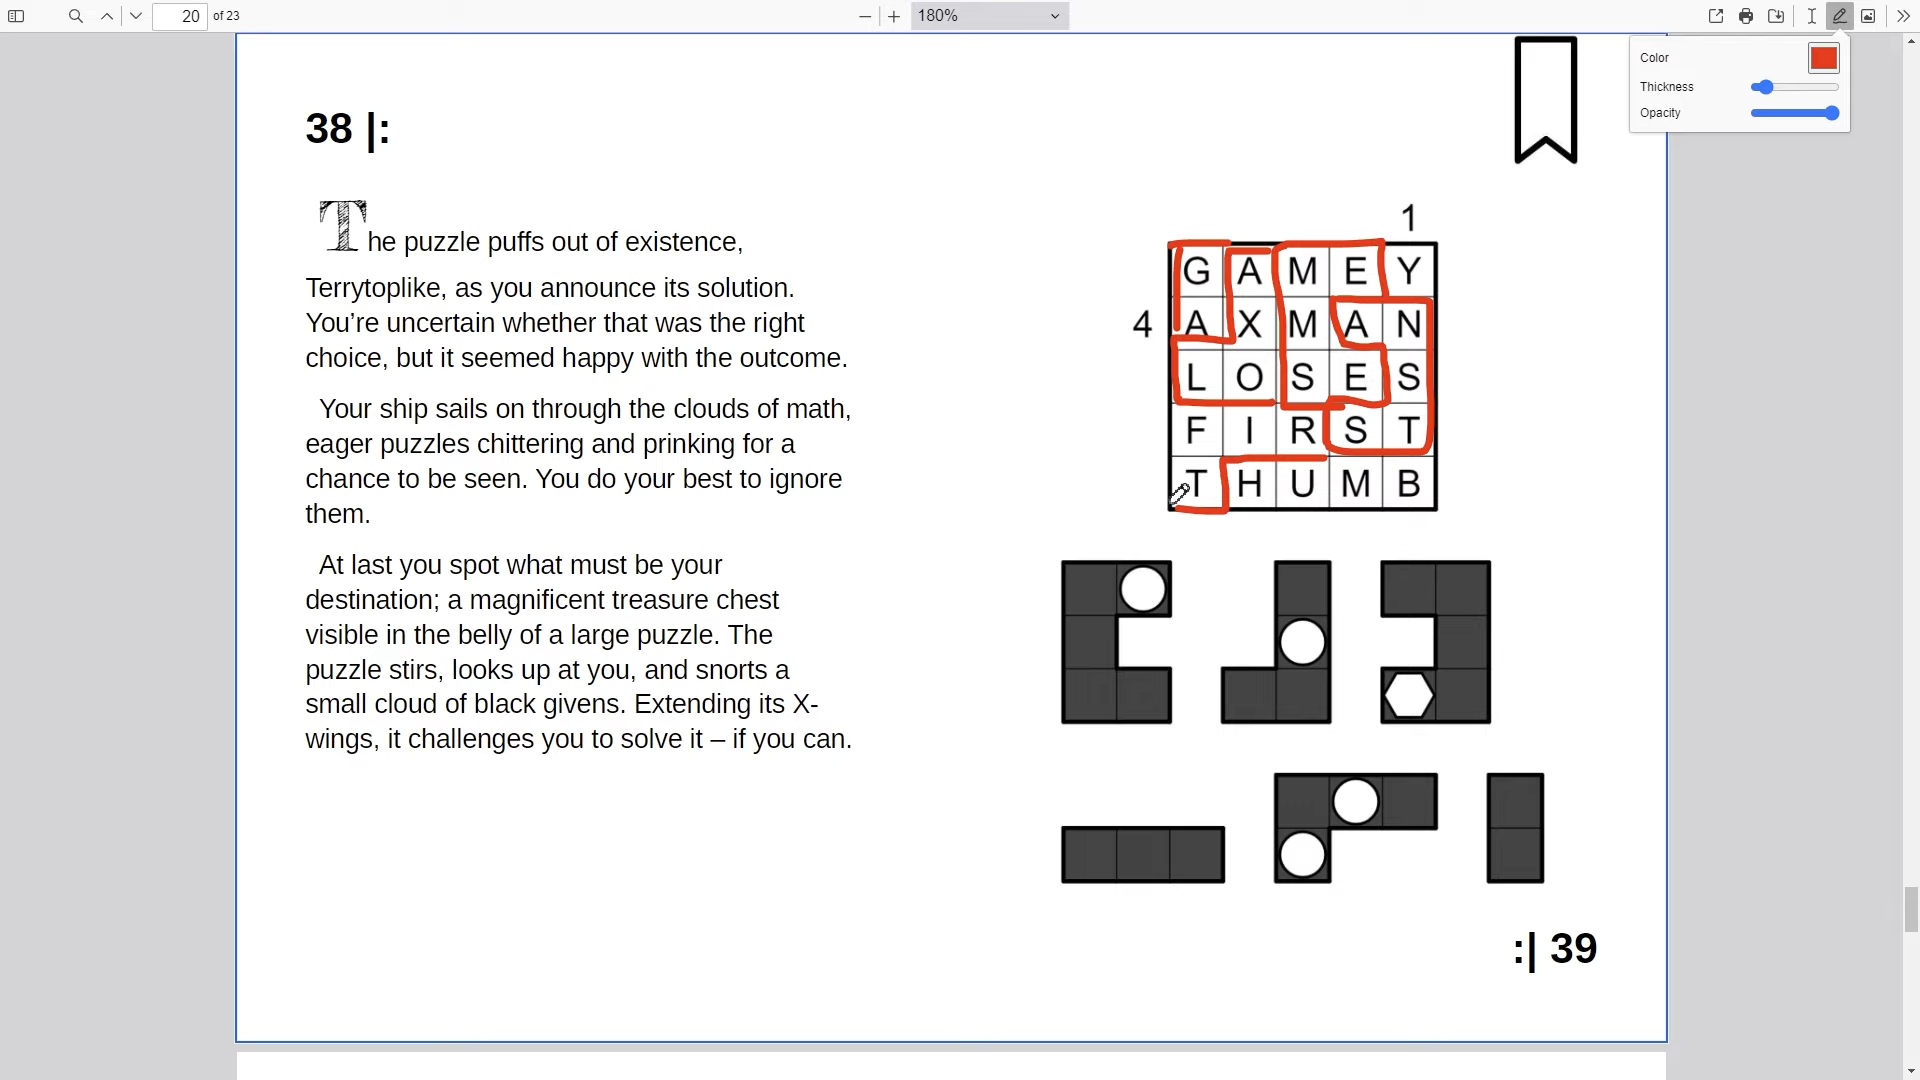 20 of 23
180%
Color
Thickness
Opacity
38 |:
The puzzle puffs out of existence,
Terrytoplike, as you announce its solution.
You're uncertain whether that was the right
choice, but it seemed happy with the outcome.
Your ship sails on through the clouds of math,
eager puzzles chittering and prinking for a
chance to be seen. You do your best to ignore
them.
At last you spot what must be your
destination; a magnificent treasure chest
visible in the belly of a large puzzle. The
puzzle stirs, looks up at you, and snorts a
small cloud of black givens. Extending its X-
wings, it challenges you to solve it – if you can.
1
G A M E Y
4 A X M A N
L O S E S
F I R S T
T H U M B
:| 39